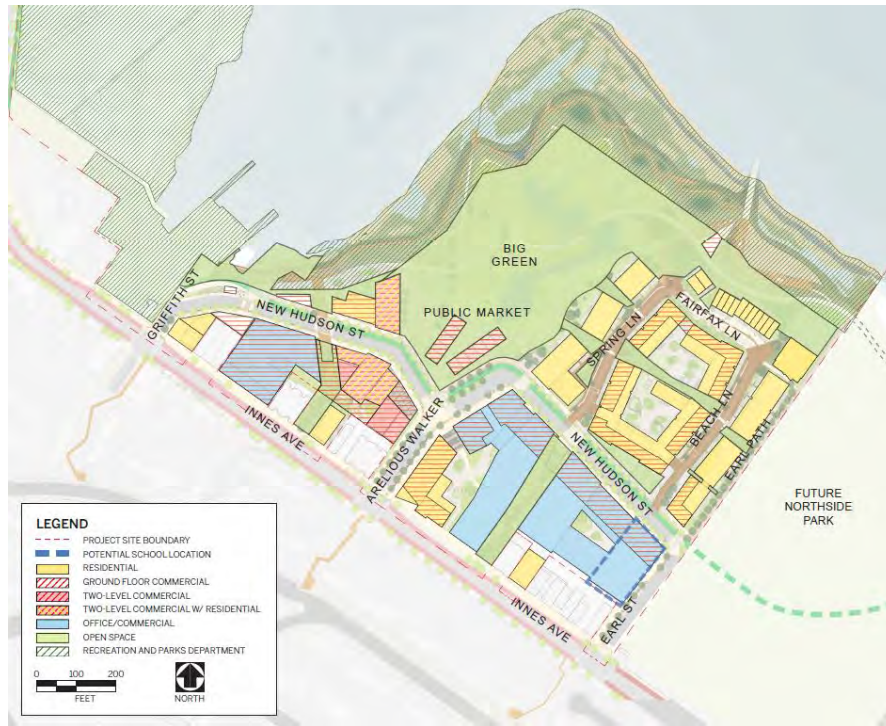 BIG
GREEN
PUBLIC MARKET
GRIFFITH ST
NEW HUDSON ST
SPRING LN
FAIRFAX LN
INNES AVE
ARELIOUS WALKER
BEACH LN
EARL PATH
NEW HUDSON ST
FUTURE
NORTHSIDE
PARK
INNES AVE
EARL ST
LEGEND
PROJECT SITE BOUNDARY
POTENTIAL SCHOOL LOCATION
RESIDENTIAL
GROUND FLOOR COMMERCIAL
TWO-LEVEL COMMERCIAL
TWO-LEVEL COMMERCIAL W/ RESIDENTIAL
OFFICE/COMMERCIAL
OPEN SPACE
RECREATION AND PARKS DEPARTMENT
0 100 200
FEET
NORTH